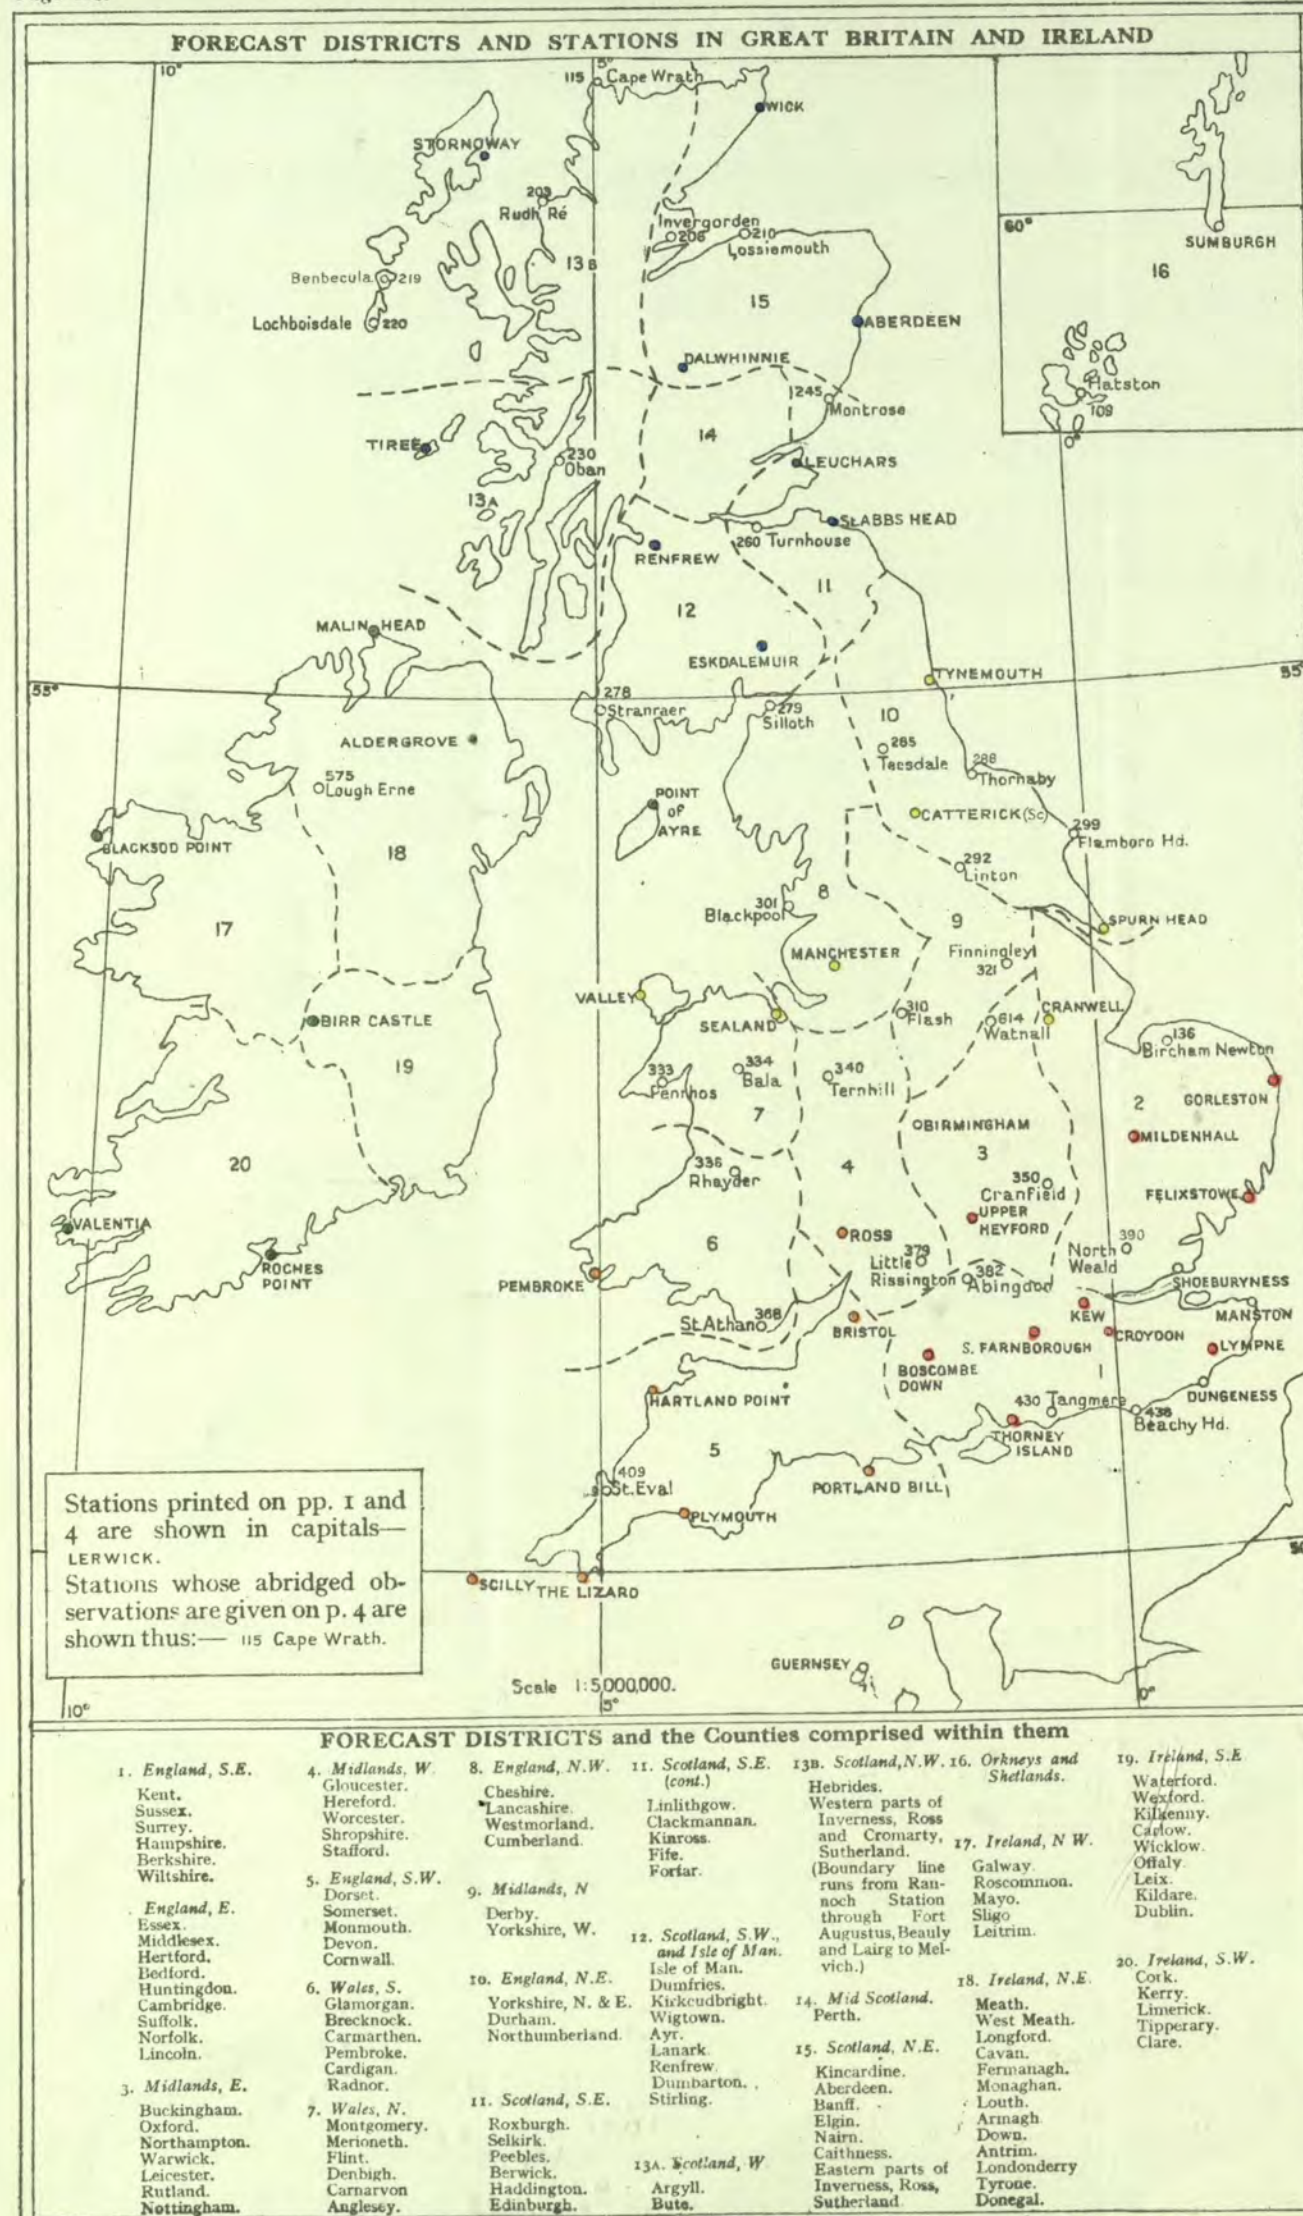 FORECAST DISTRICTS AND STATIONS IN GREAT BRITAIN AND IRELAND
10°
5°
115 Cape Wrath
WICK
STORNOWAY
203
Rudh Ré
Invergorden
206
210
Lossiemouth
60°
SUMBURGH
16
13 B
Benbecula 219
Lochboisdale 220
15
ABERDEEN
DALWHINNIE
Hatston
109
245
Montrose
14
TIREE
230
Oban
LEUCHARS
13A
St ABBS HEAD
260 Turnhouse
RENFREW
11
12
MALIN HEAD
ESKDALEMUIR
55°
TYNEMOUTH
55°
278
Stranraer
279
Silloth
10
ALDERGROVE
285
Teesdale
288
Thornaby
575
Lough Erne
POINT
of
AYRE
CATTERICK (Sc)
BLACKSOD POINT
299
Flamboro Hd.
18
292
Linton
8
301
Blackpool
17
9
SPURN HEAD
MANCHESTER
Finningley
321
VALLEY
SEALAND
310
Flash
614
Watnall
CRANWELL
BIRR CASTLE
136
Bircham Newton
19
333
Penrhos
334
Bala
340
Ternhill
GORLESTON
2
7
BIRMINGHAM
MILDENHALL
20
336
Rhayder
4
3
350
Cranfield
FELIXSTOWE
VALENTIA
UPPER
HEYFORD
ROSS
6
379
Little
Rissington
390
North
Weald
ROCHES
POINT
PEMBROKE
382
Abingdon
SHOEBURYNESS
KEW
MANSTON
St. Athan 368
BRISTOL
S. FARNBOROUGH
CROYDON
LYMPNE
BOSCOMBE
DOWN
1
HARTLAND POINT
DUNGENESS
430 Tangmere
438
Beachy Hd.
THORNEY
ISLAND
5
409
St. Eval
PORTLAND BILL
PLYMOUTH
50
Stations printed on pp. 1 and
4 are shown in capitals—
LERWICK.
Stations whose abridged ob-
servations are given on p. 4 are
shown thus:— 115 Cape Wrath.
SCILLY
THE LIZARD
GUERNSEY
Scale 1:5,000,000.
10°
5°
0°
FORECAST DISTRICTS and the Counties comprised within them
1. England, S.E.
Kent.
Sussex.
Surrey.
Hampshire.
Berkshire.
Wiltshire.
England, E.
Essex.
Middlesex.
Hertford.
Bedford.
Huntingdon.
Cambridge.
Suffolk.
Norfolk.
Lincoln.
3. Midlands, E.
Buckingham.
Oxford.
Northampton.
Warwick.
Leicester.
Rutland.
Nottingham.
4. Midlands, W.
Gloucester.
Hereford.
Worcester.
Shropshire.
Stafford.
5. England, S.W.
Dorset.
Somerset.
Monmouth.
Devon.
Cornwall.
6. Wales, S.
Glamorgan.
Brecknock.
Carmarthen.
Pembroke.
Cardigan.
Radnor.
7. Wales, N.
Montgomery.
Merioneth.
Flint.
Denbigh.
Carnarvon
Anglesey.
8. England, N.W.
Cheshire.
Lancashire.
Westmorland.
Cumberland.
9. Midlands, N
Derby.
Yorkshire, W.
10. England, N.E.
Yorkshire, N. & E.
Durham.
Northumberland.
11. Scotland, S.E.
Roxburgh.
Selkirk.
Peebles.
Berwick.
Haddington.
Edinburgh.
11. Scotland, S.E.
(cont.)
Linlithgow.
Clackmannan.
Kinross.
Fife.
Forfar.
12. Scotland, S.W.,
and Isle of Man.
Isle of Man.
Dumfries.
Kirkcudbright.
Wigtown.
Ayr.
Lanark.
Renfrew.
Dumbarton.
Stirling.
13A. Scotland, W
Argyll.
Bute.
13B. Scotland, N.W.
Hebrides.
Western parts of
Inverness, Ross
and Cromarty,
Sutherland.
(Boundary line
runs from Ran-
noch Station
through Fort
Augustus, Beauly
and Lairg to Mel-
vich.)
14. Mid Scotland.
Perth.
15. Scotland, N.E.
Kincardine.
Aberdeen.
Banff.
Elgin.
Nairn.
Caithness.
Eastern parts of
Inverness, Ross,
Sutherland
16. Orkneys and
Shetlands.
17. Ireland, N W.
Galway.
Roscommon.
Mayo.
Sligo
Leitrim.
18. Ireland, N.E.
Meath.
West Meath.
Longford.
Cavan.
Fermanagh.
Monaghan.
Louth.
Armagh
Down.
Antrim.
Londonderry
Tyrone.
Donegal.
19. Ireland, S.E
Waterford.
Wexford.
Kilkenny.
Carlow.
Wicklow.
Offaly.
Leix.
Kildare.
Dublin.
20. Ireland, S.W.
Cork.
Kerry.
Limerick.
Tipperary.
Clare.